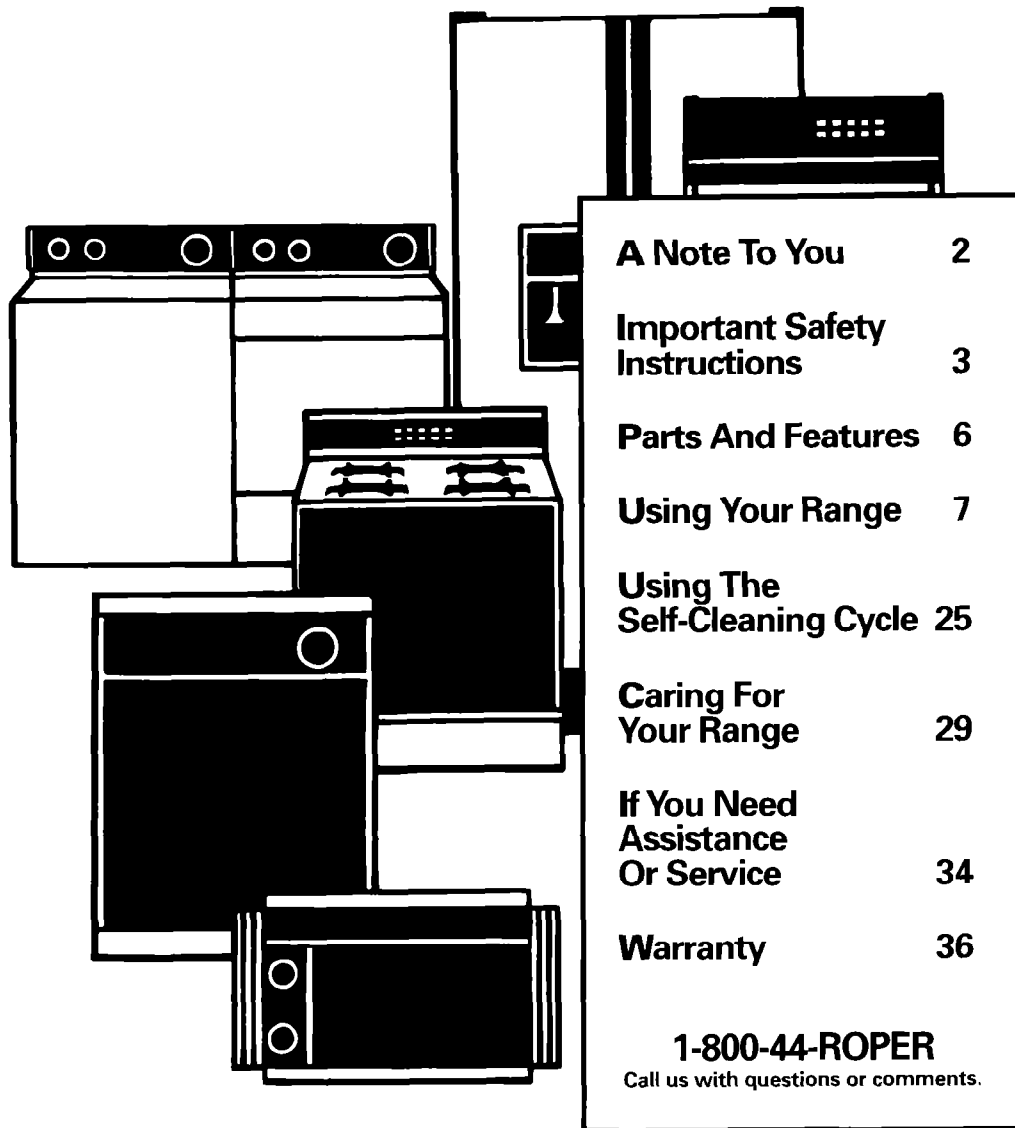 A Note To You 2
Important Safety
Instructions 3
Parts And Features 6
Using Your Range 7
Using The
Self-Cleaning Cycle 25
Caring For
Your Range 29
If You Need
Assistance
Or Service 34
Warranty 36
1-800-44-ROPER
Call us with questions or comments.